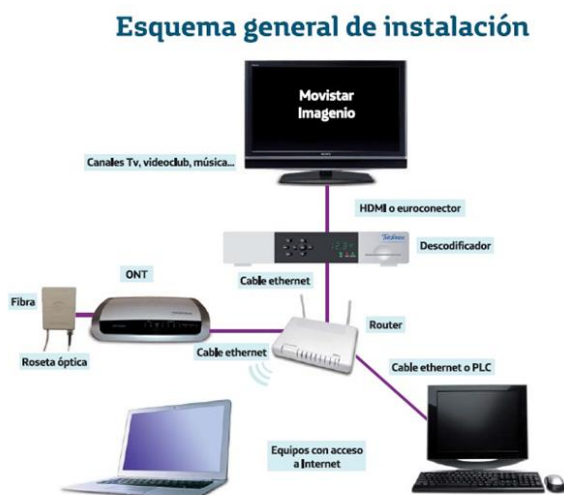 Esquema general de instalación
Movistar
Imagenio
Canales Tv, videoclub, música...
HDMI o euroconector
Telefónica
Descodificador
Cable ethernet
ONT
Fibra
Router
Roseta óptica
Cable ethernet
Cable ethernet o PLC
Equipos con acceso
a Internet